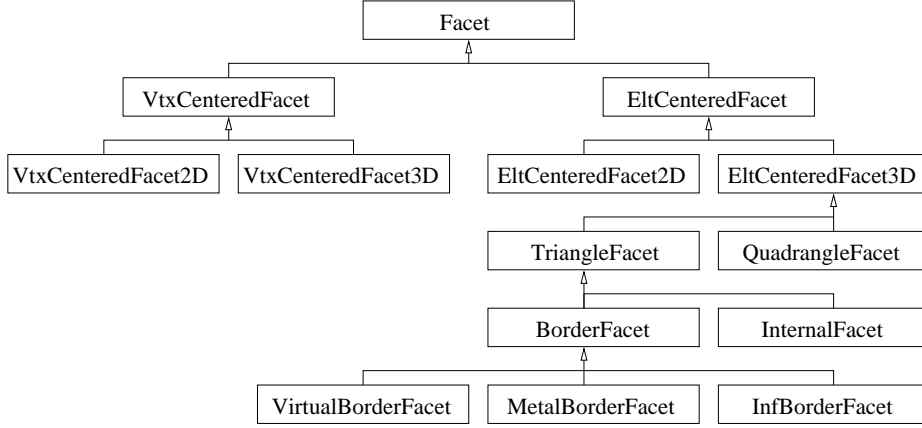 Facet
VtxCenteredFacet
EltCenteredFacet
VtxCenteredFacet2D
VtxCenteredFacet3D
EltCenteredFacet2D
EltCenteredFacet3D
TriangleFacet
QuadrangleFacet
BorderFacet
InternalFacet
VirtualBorderFacet
MetalBorderFacet
InfBorderFacet